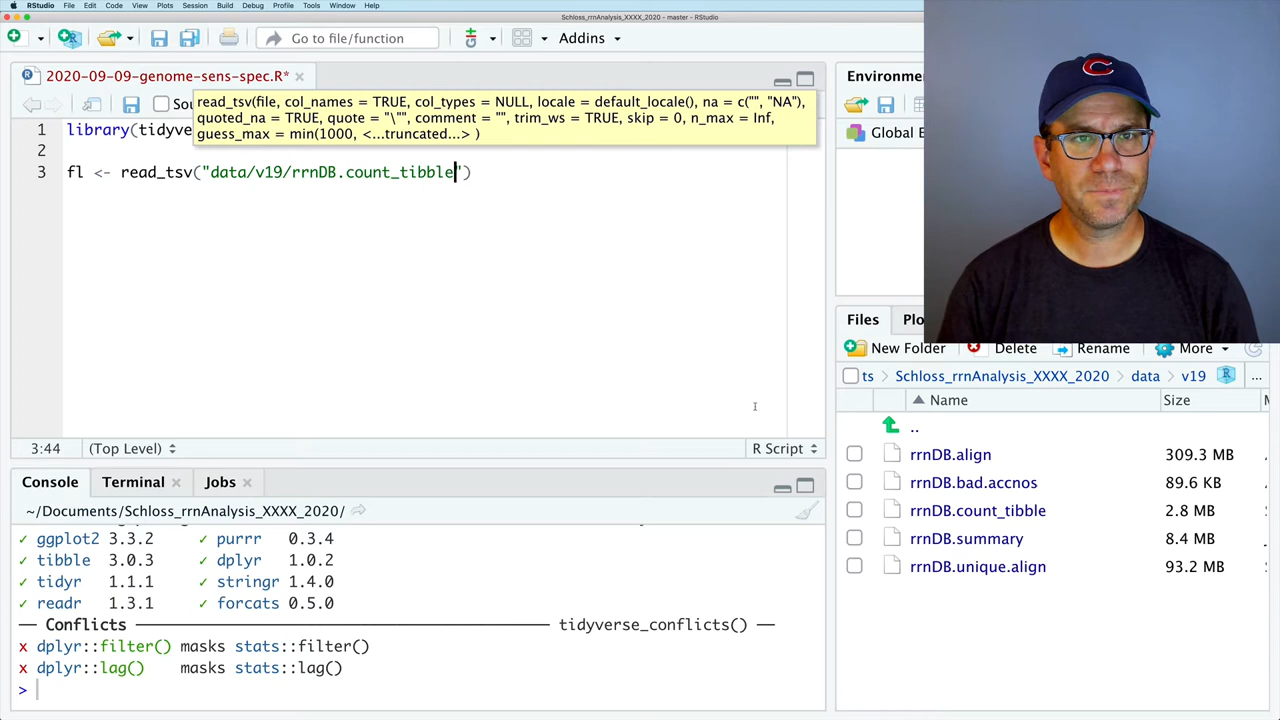 RStudio File Edit Code View Plots Session Build Debug Profile Tools Window Help
Schloss_rrnAnalysis_XXXX_2020 - master - RStudio
Go to file/function
Addins
2020-09-09-genome-sens-spec.R*
Sou
read_tsv(file, col_names = TRUE, col_types = NULL, locale = default_locale(), na = c("", "NA"),
quoted_na = TRUE, quote = "\"", comment = "", trim_ws = TRUE, skip = 0, n_max = Inf,
guess_max = min(1000, <...truncated...> )
1 library(tidyve
2
3 fl <- read_tsv("data/v19/rrnDB.count_tibble")
3:44 (Top Level) R Script
Console Terminal Jobs
~/Documents/Schloss_rrnAnalysis_XXXX_2020/
✓ ggplot2 3.3.2 ✓ purrr 0.3.4
✓ tibble 3.0.3 ✓ dplyr 1.0.2
✓ tidyr 1.1.1 ✓ stringr 1.4.0
✓ readr 1.3.1 ✓ forcats 0.5.0
— Conflicts — tidyverse_conflicts() —
x dplyr::filter() masks stats::filter()
x dplyr::lag() masks stats::lag()
>
Environ
Global E
C
Files Plo
New Folder Delete Rename More
ts > Schloss_rrnAnalysis_XXXX_2020 > data > v19 ...
Name Size
..
rrnDB.align 309.3 MB
rrnDB.bad.accnos 89.6 KB
rrnDB.count_tibble 2.8 MB
rrnDB.summary 8.4 MB
rrnDB.unique.align 93.2 MB